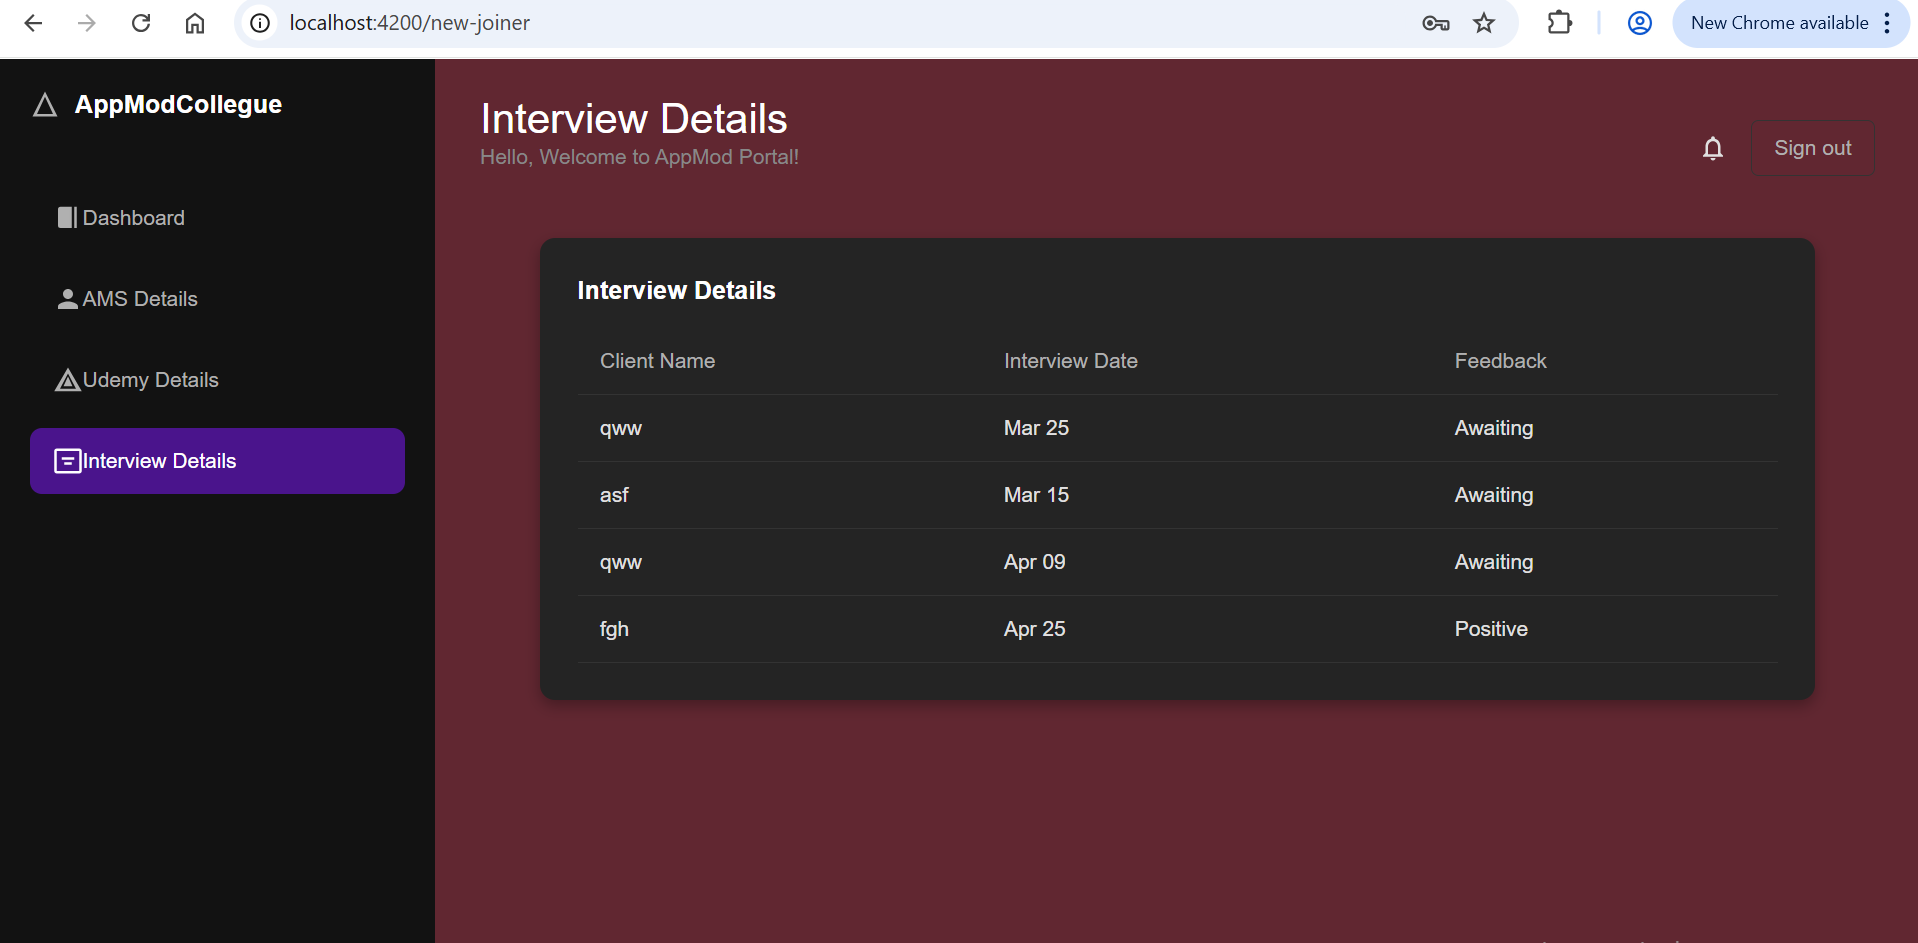 localhost:4200/new-joiner
New Chrome available
AppModCollegue
Dashboard
AMS Details
Udemy Details
Interview Details
Interview Details
Hello, Welcome to AppMod Portal!
Sign out
Interview Details
Client Name Interview Date Feedback
qww Mar 25 Awaiting
asf Mar 15 Awaiting
qww Apr 09 Awaiting
fgh Apr 25 Positive